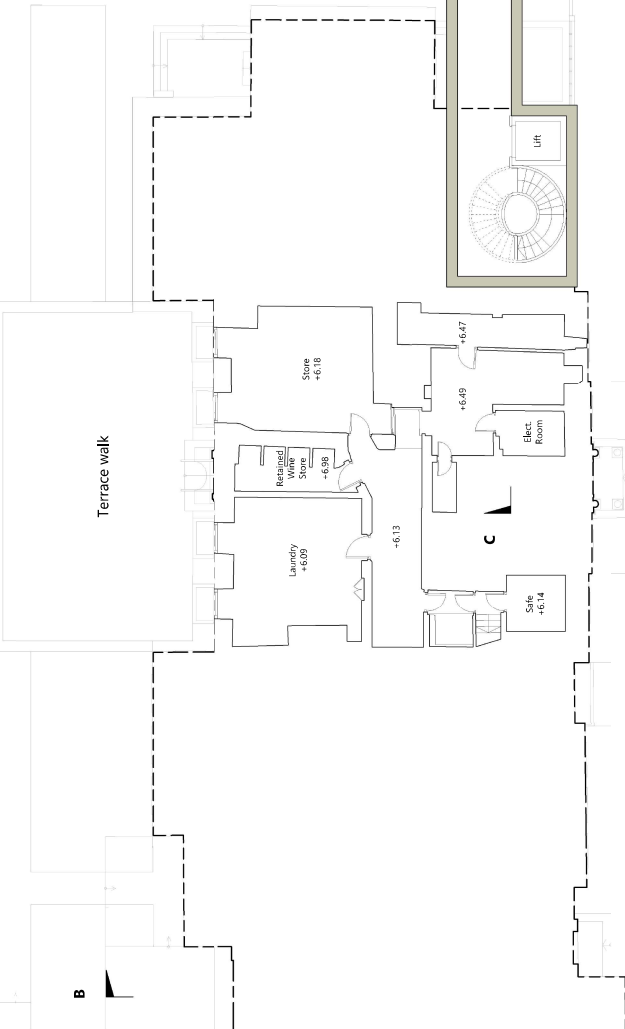 Lift
Store
+6.18
+6.47
+6.49
Elect.
Room
Retained
Wine
Store
+6.98
Terrace walk
Laundry
+6.09
+6.13
C
Safe
+6.14
B